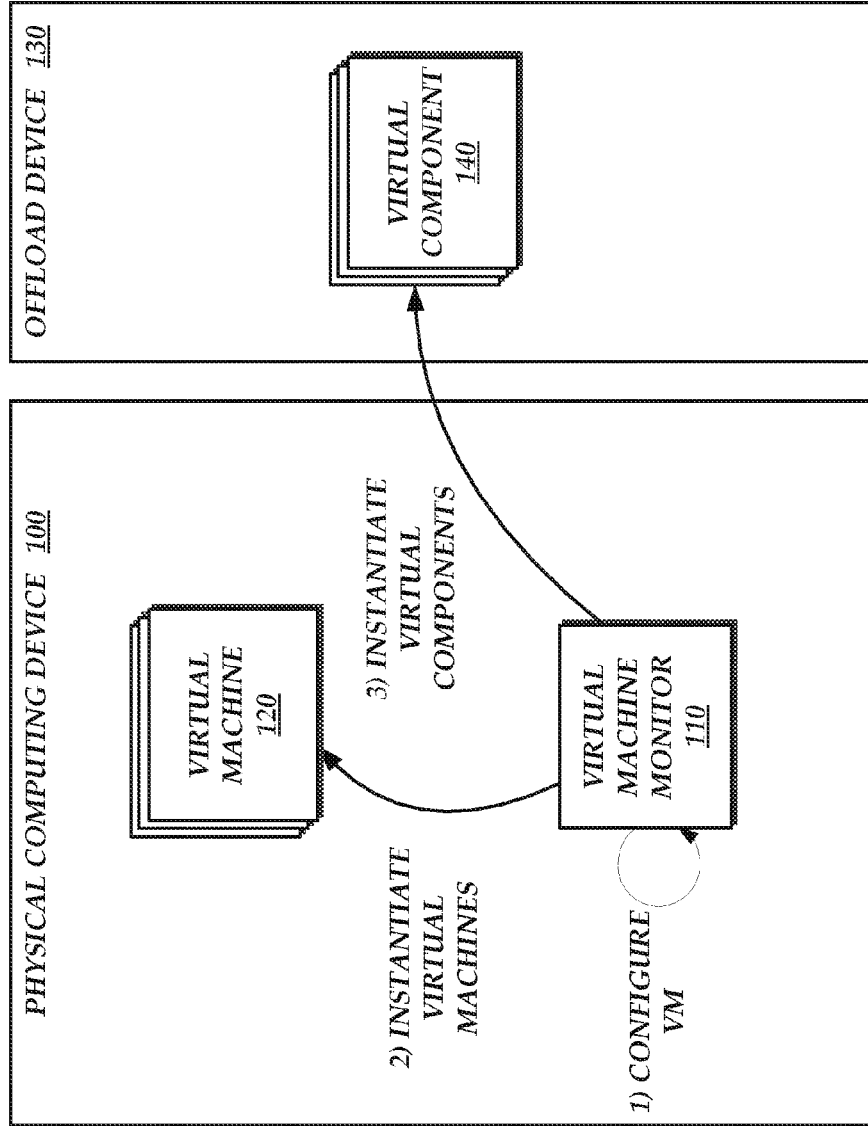 PHYSICAL COMPUTING DEVICE 100
VIRTUAL
MACHINE
120
2) INSTANTIATE
VIRTUAL
MACHINES
3) INSTANTIATE
VIRTUAL
COMPONENTS
1) CONFIGURE
VM
VIRTUAL
MACHINE
MONITOR
110
OFFLOAD DEVICE 130
VIRTUAL
COMPONENT
140